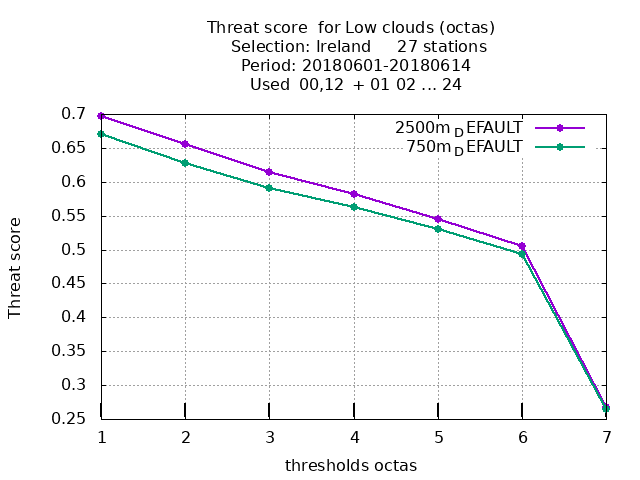 Threat score  for Low clouds (octas)
Selection: Ireland     27 stations
Period: 20180601-20180614
Used  00,12  + 01 02 ... 24
0.7
0.65
0.6
0.55
0.5
0.45
0.4
0.35
0.3
0.25
Threat score
2500m_DEFAULT
750m_DEFAULT
1 2 3 4 5 6 7
thresholds octas